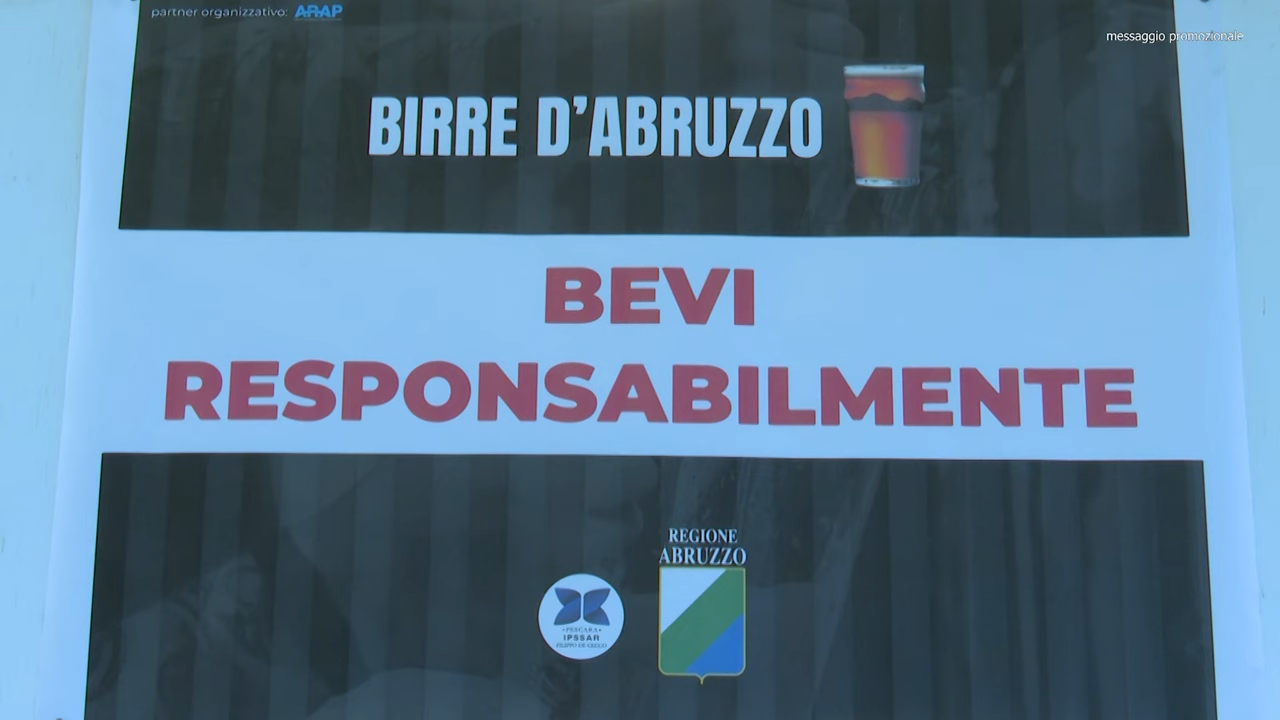 partner organizzativo: ARAP
messaggio promozionale
BIRRE D'ABRUZZO
BEVI
RESPONSABILMENTE
REGIONE
ABRUZZO
• PESCARA •
IPSSAR
FILIPPO DE CECCO